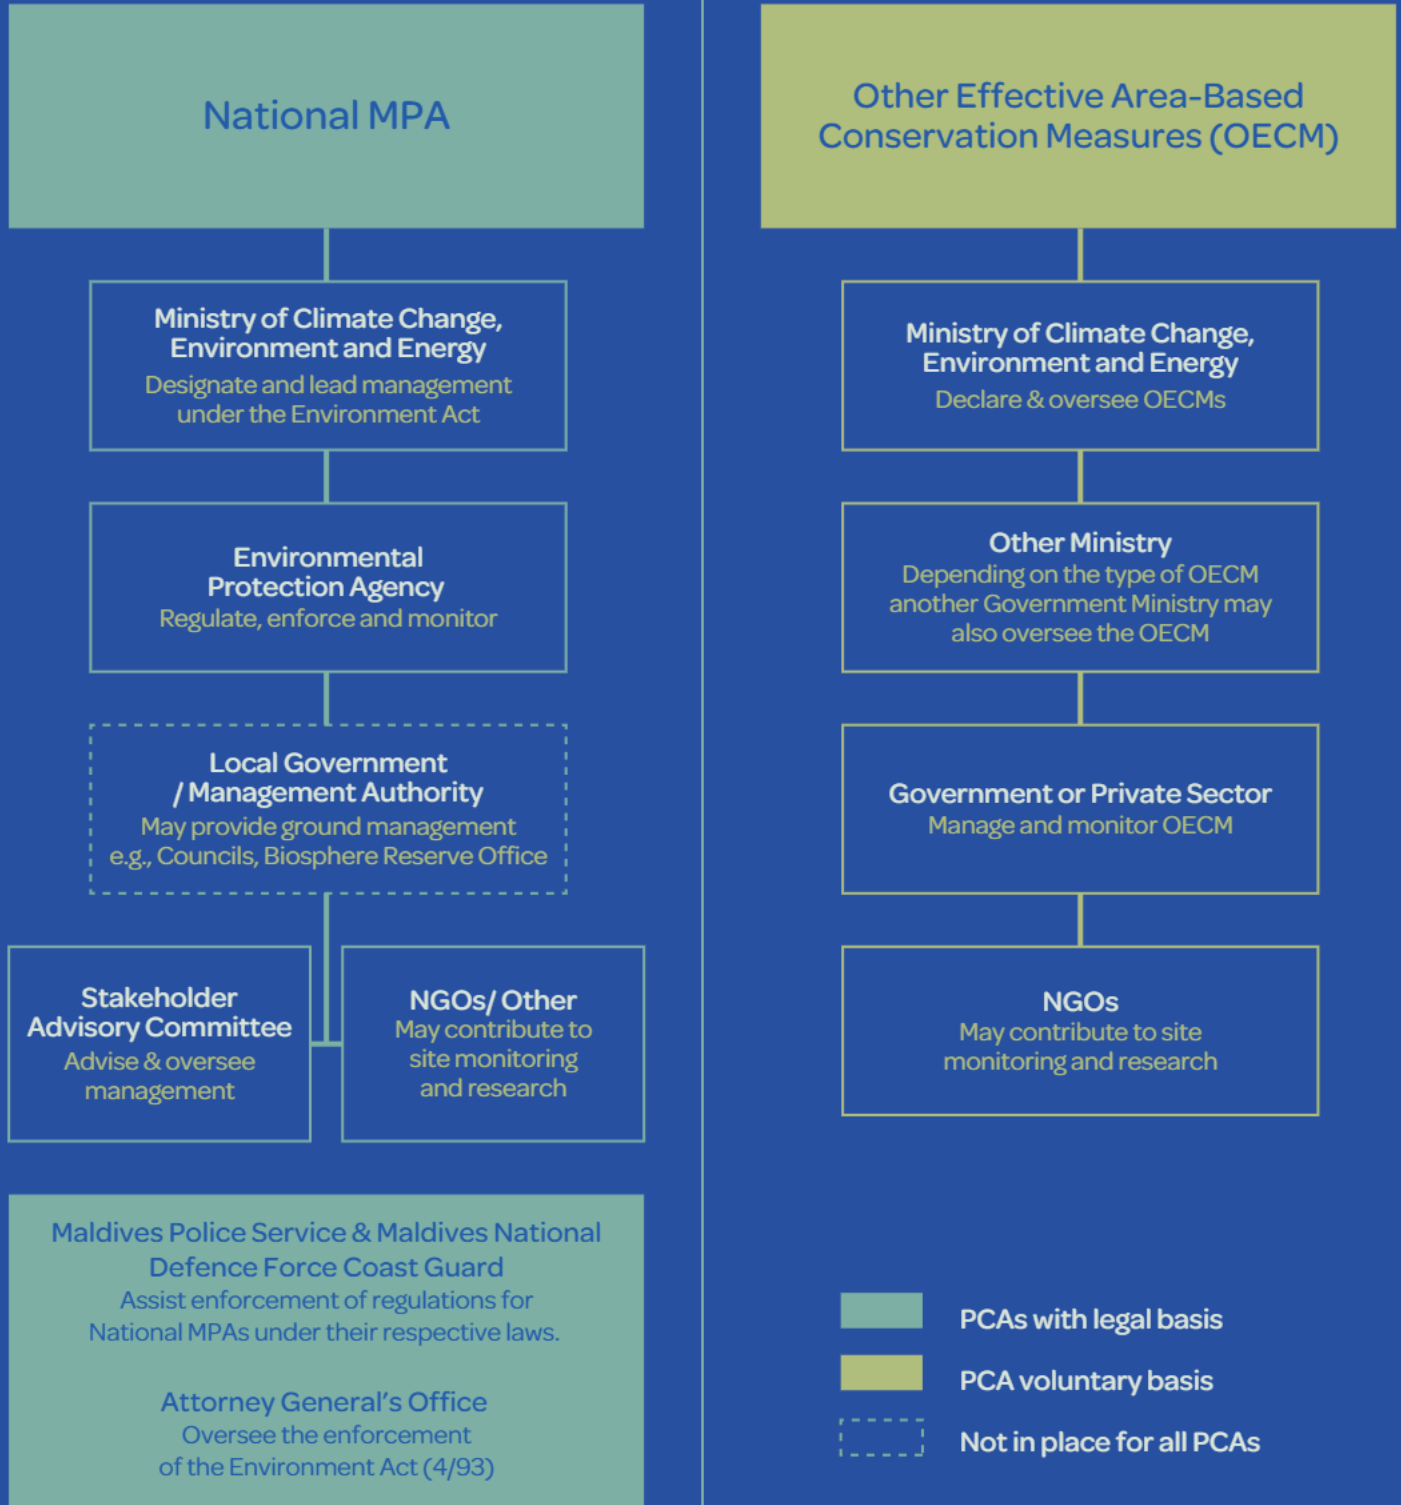 National MPA
Ministry of Climate Change,
Environment and Energy
Designate and lead management
under the Environment Act
Environmental
Protection Agency
Regulate, enforce and monitor
Local Government
/ Management Authority
May provide ground management
e.g., Councils, Biosphere Reserve Office
Stakeholder
Advisory Committee
Advise & oversee
management
NGOs/ Other
May contribute to
site monitoring
and research
Maldives Police Service & Maldives National
Defence Force Coast Guard
Assist enforcement of regulations for
National MPAs under their respective laws.
Attorney General's Office
Oversee the enforcement
of the Environment Act (4/93)
Other Effective Area-Based
Conservation Measures (OECM)
Ministry of Climate Change,
Environment and Energy
Declare & oversee OECMs
Other Ministry
Depending on the type of OECM
another Government Ministry may
also oversee the OECM
Government or Private Sector
Manage and monitor OECM
NGOs
May contribute to site
monitoring and research
PCAs with legal basis
PCA voluntary basis
Not in place for all PCAs